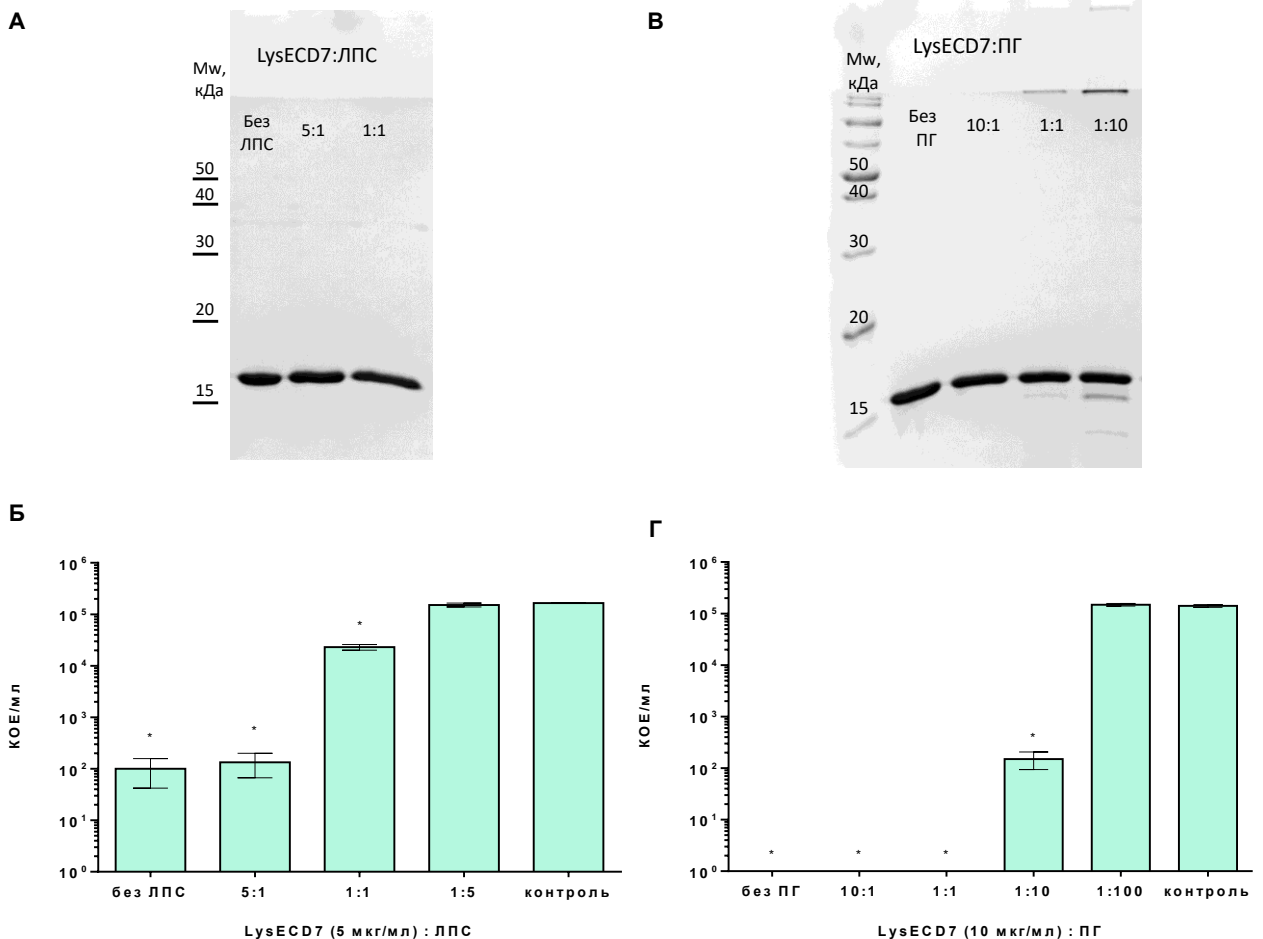 А
LysECD7:ЛПС
Mw,
кДа
Без
ЛПС
5:1
1:1
50
40
30
20
15
В
LysECD7:ПГ
Mw,
кДа
Без
ПГ
10:1
1:1
1:10
50
40
30
20
15
Б
КОЕ/мл
10⁶
10⁵
10⁴
10³
10²
10¹
10⁰
* * *
без ЛПС 5:1 1:1 1:5 контроль
LysECD7 (5 мкг/мл) : ЛПС
Г
КОЕ/мл
10⁶
10⁵
10⁴
10³
10²
10¹
10⁰
* * * *
без ПГ 10:1 1:1 1:10 1:100 контроль
LysECD7 (10 мкг/мл) : ПГ